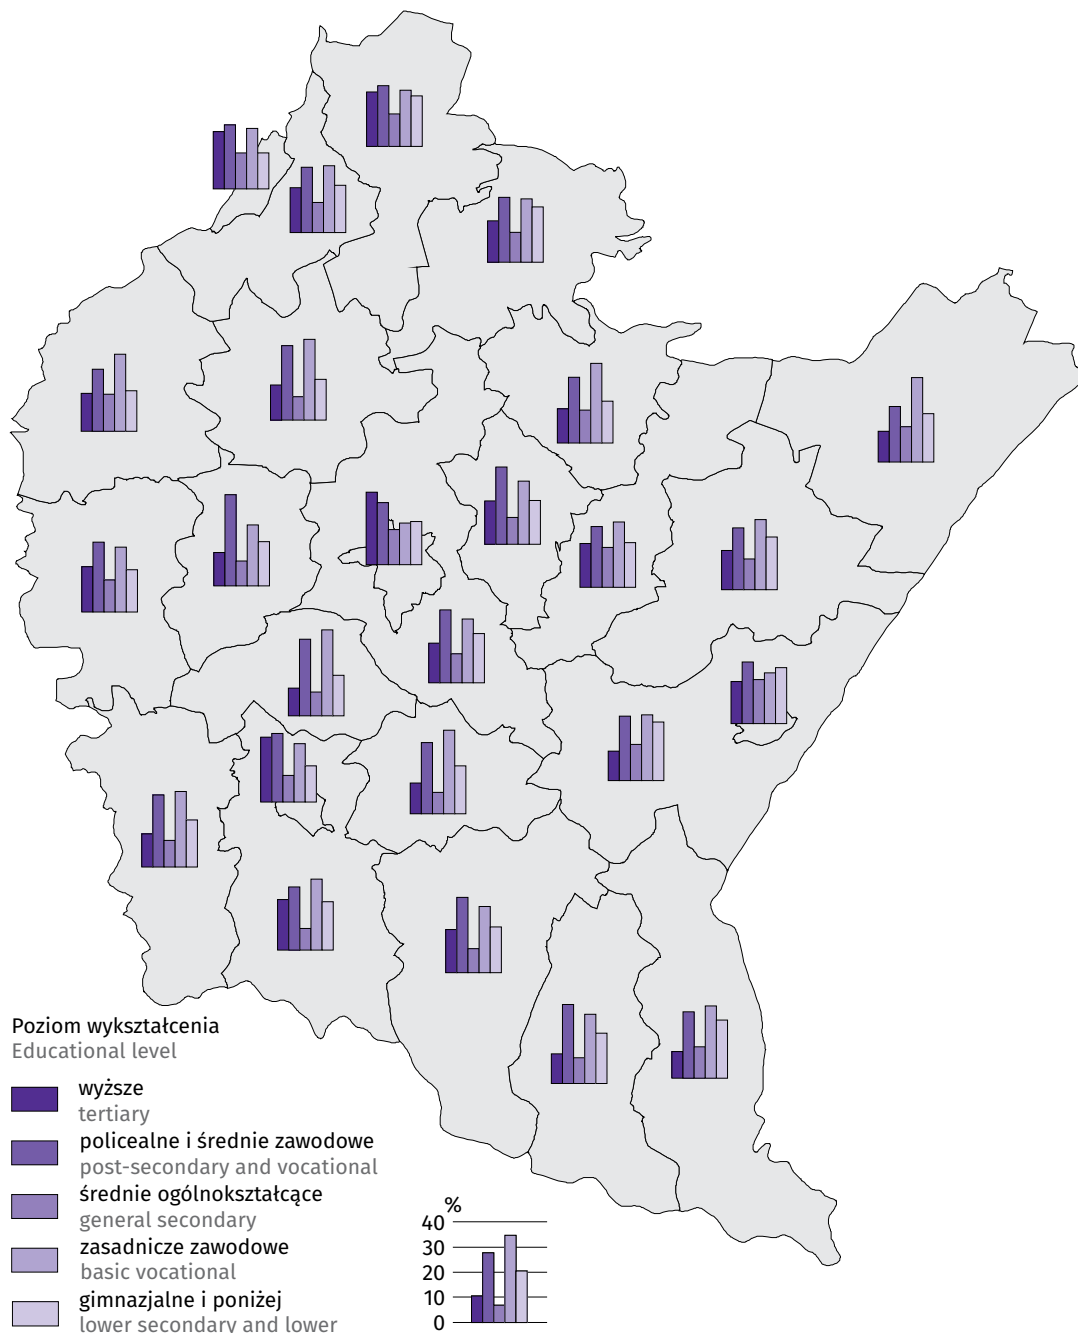 Poziom wykształcenia
Educational level
wyższe
tertiary
policealne i średnie zawodowe
post-secondary and vocational
średnie ogólnokształcące
general secondary
zasadnicze zawodowe
basic vocational
gimnazjalne i poniżej
lower secondary and lower
%
40
30
20
10
0